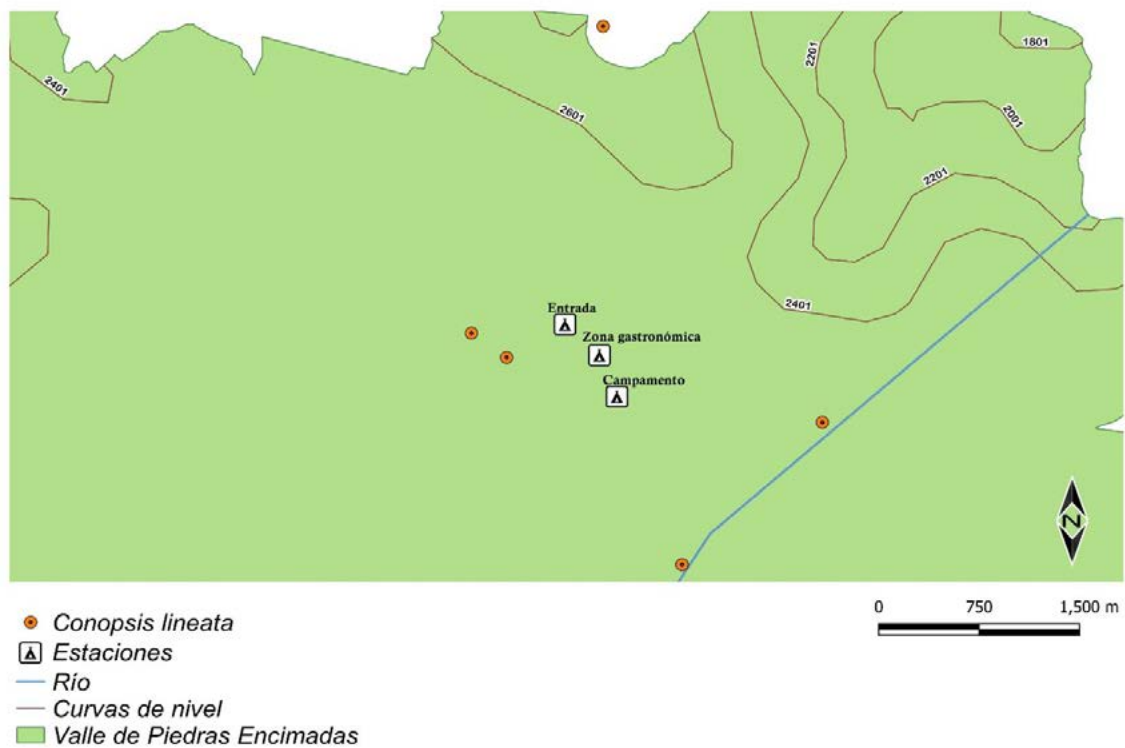 1801
2201
2401
2601
2001
2201
2401
Entrada
Zona gastronómica
Campamento
N
0 750 1,500 m
Conopsis lineata
Estaciones
Río
Curvas de nivel
Valle de Piedras Encimadas